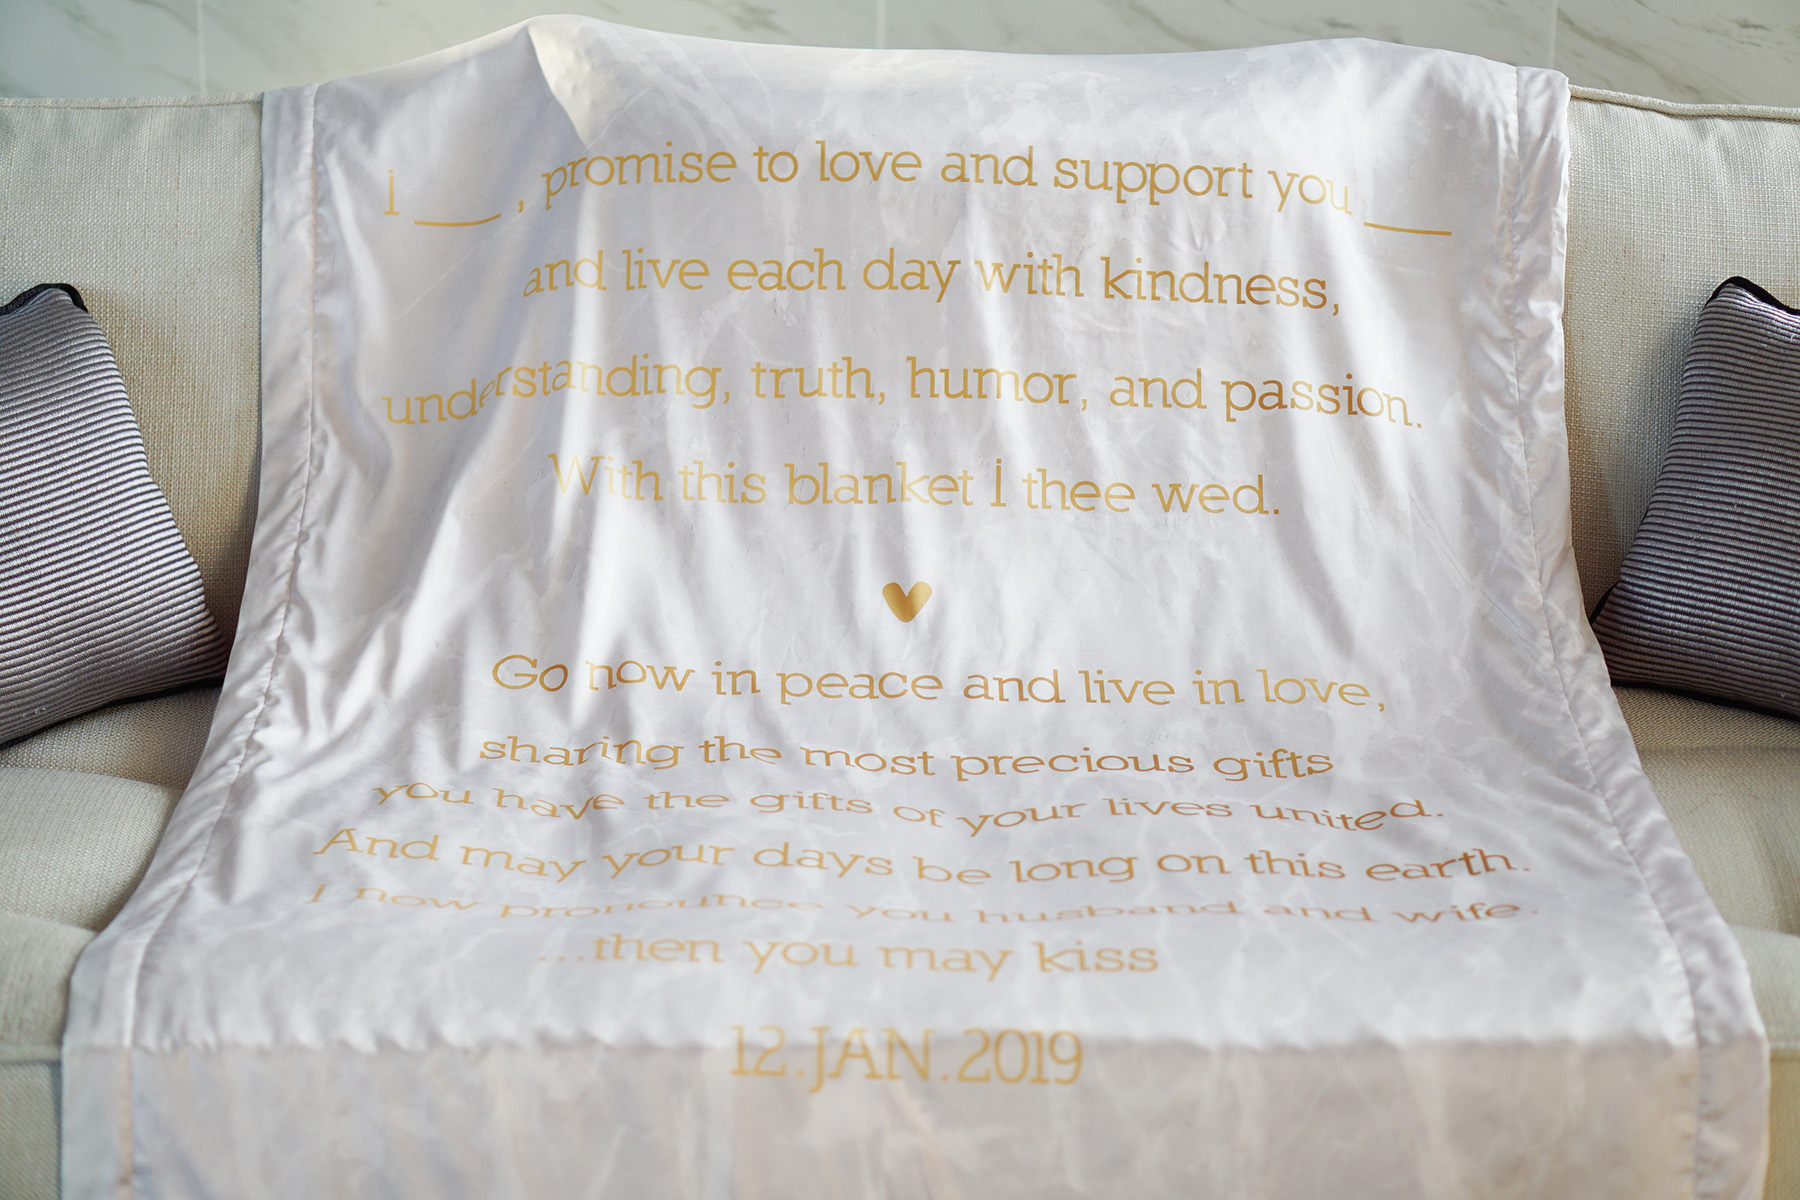 I ___ , promise to love and support you ___
and live each day with kindness,
understanding, truth, humor, and passion.
With this blanket I thee wed.
Go now in peace and live in love,
sharing the most precious gifts
you have the gifts of your lives united.
And may your days be long on this earth.
I now pronounce you husband and wife.
...then you may kiss
12.JAN.2019